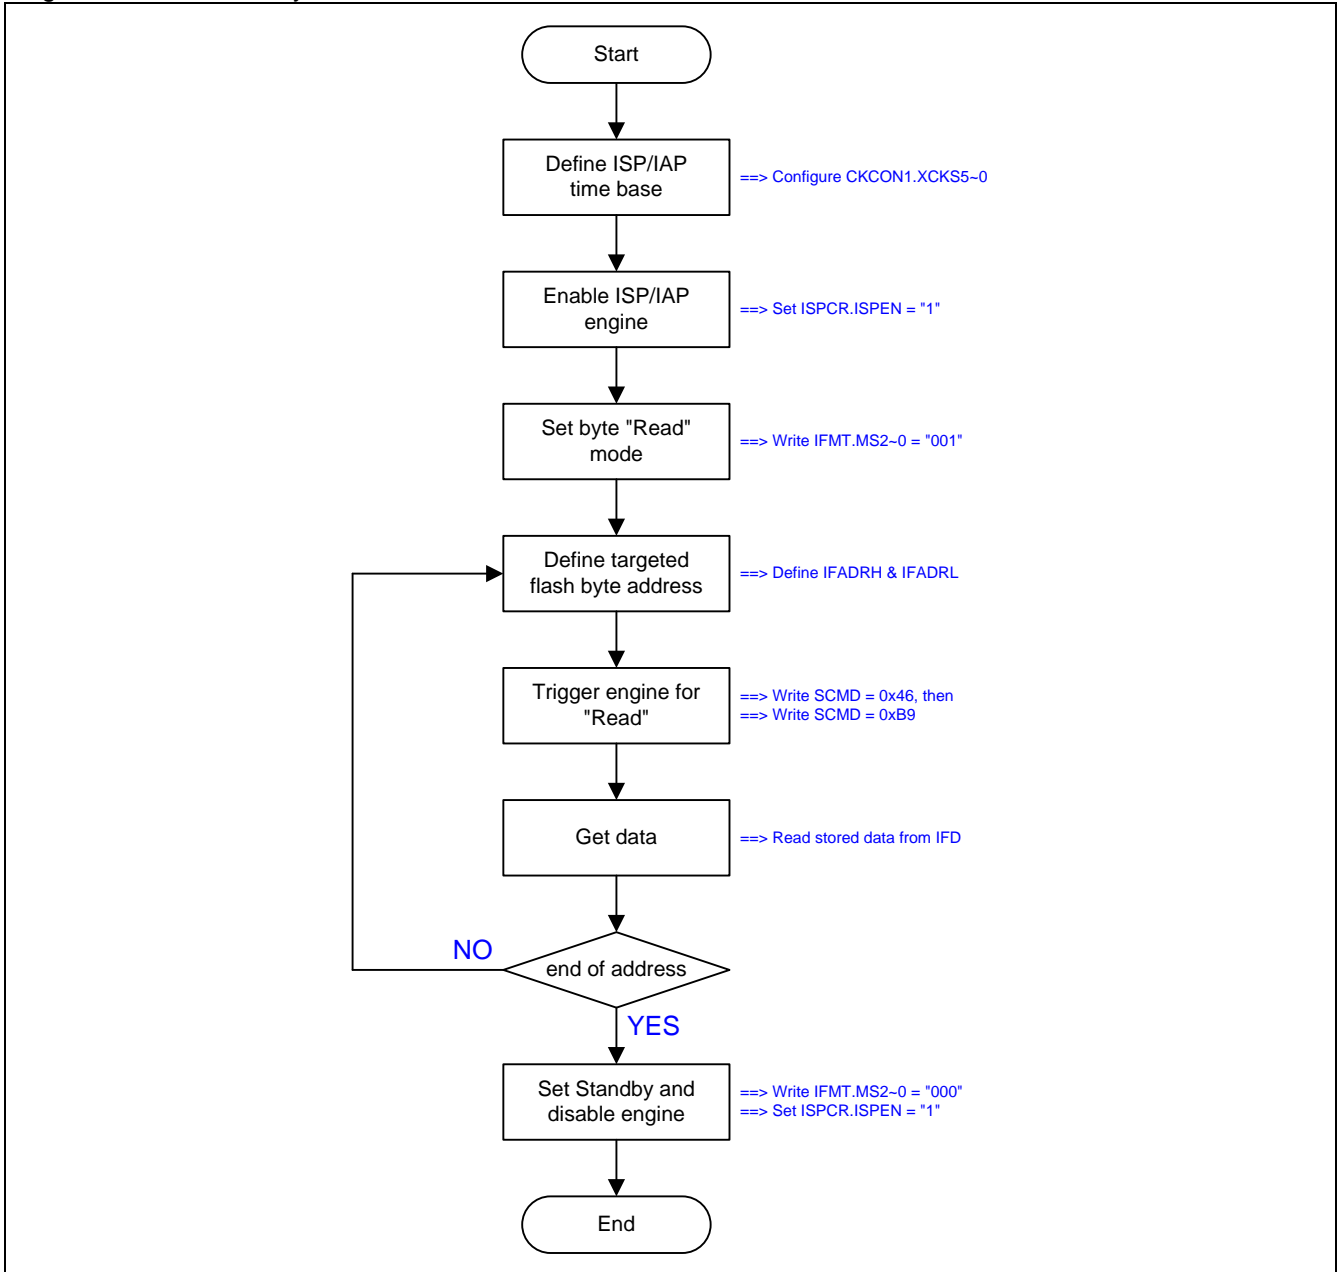 Start
Define ISP/IAP
time base
==> Configure CKCON1.XCKS5~0
Enable ISP/IAP
engine
==> Set ISPCR.ISPEN = "1"
Set byte "Read"
mode
==> Write IFMT.MS2~0 = "001"
Define targeted
flash byte address
==> Define IFADRH & IFADRL
Trigger engine for
"Read"
==> Write SCMD = 0x46, then
==> Write SCMD = 0xB9
Get data
==> Read stored data from IFD
NO
end of address
YES
Set Standby and
disable engine
==> Write IFMT.MS2~0 = "000"
==> Set ISPCR.ISPEN = "1"
End